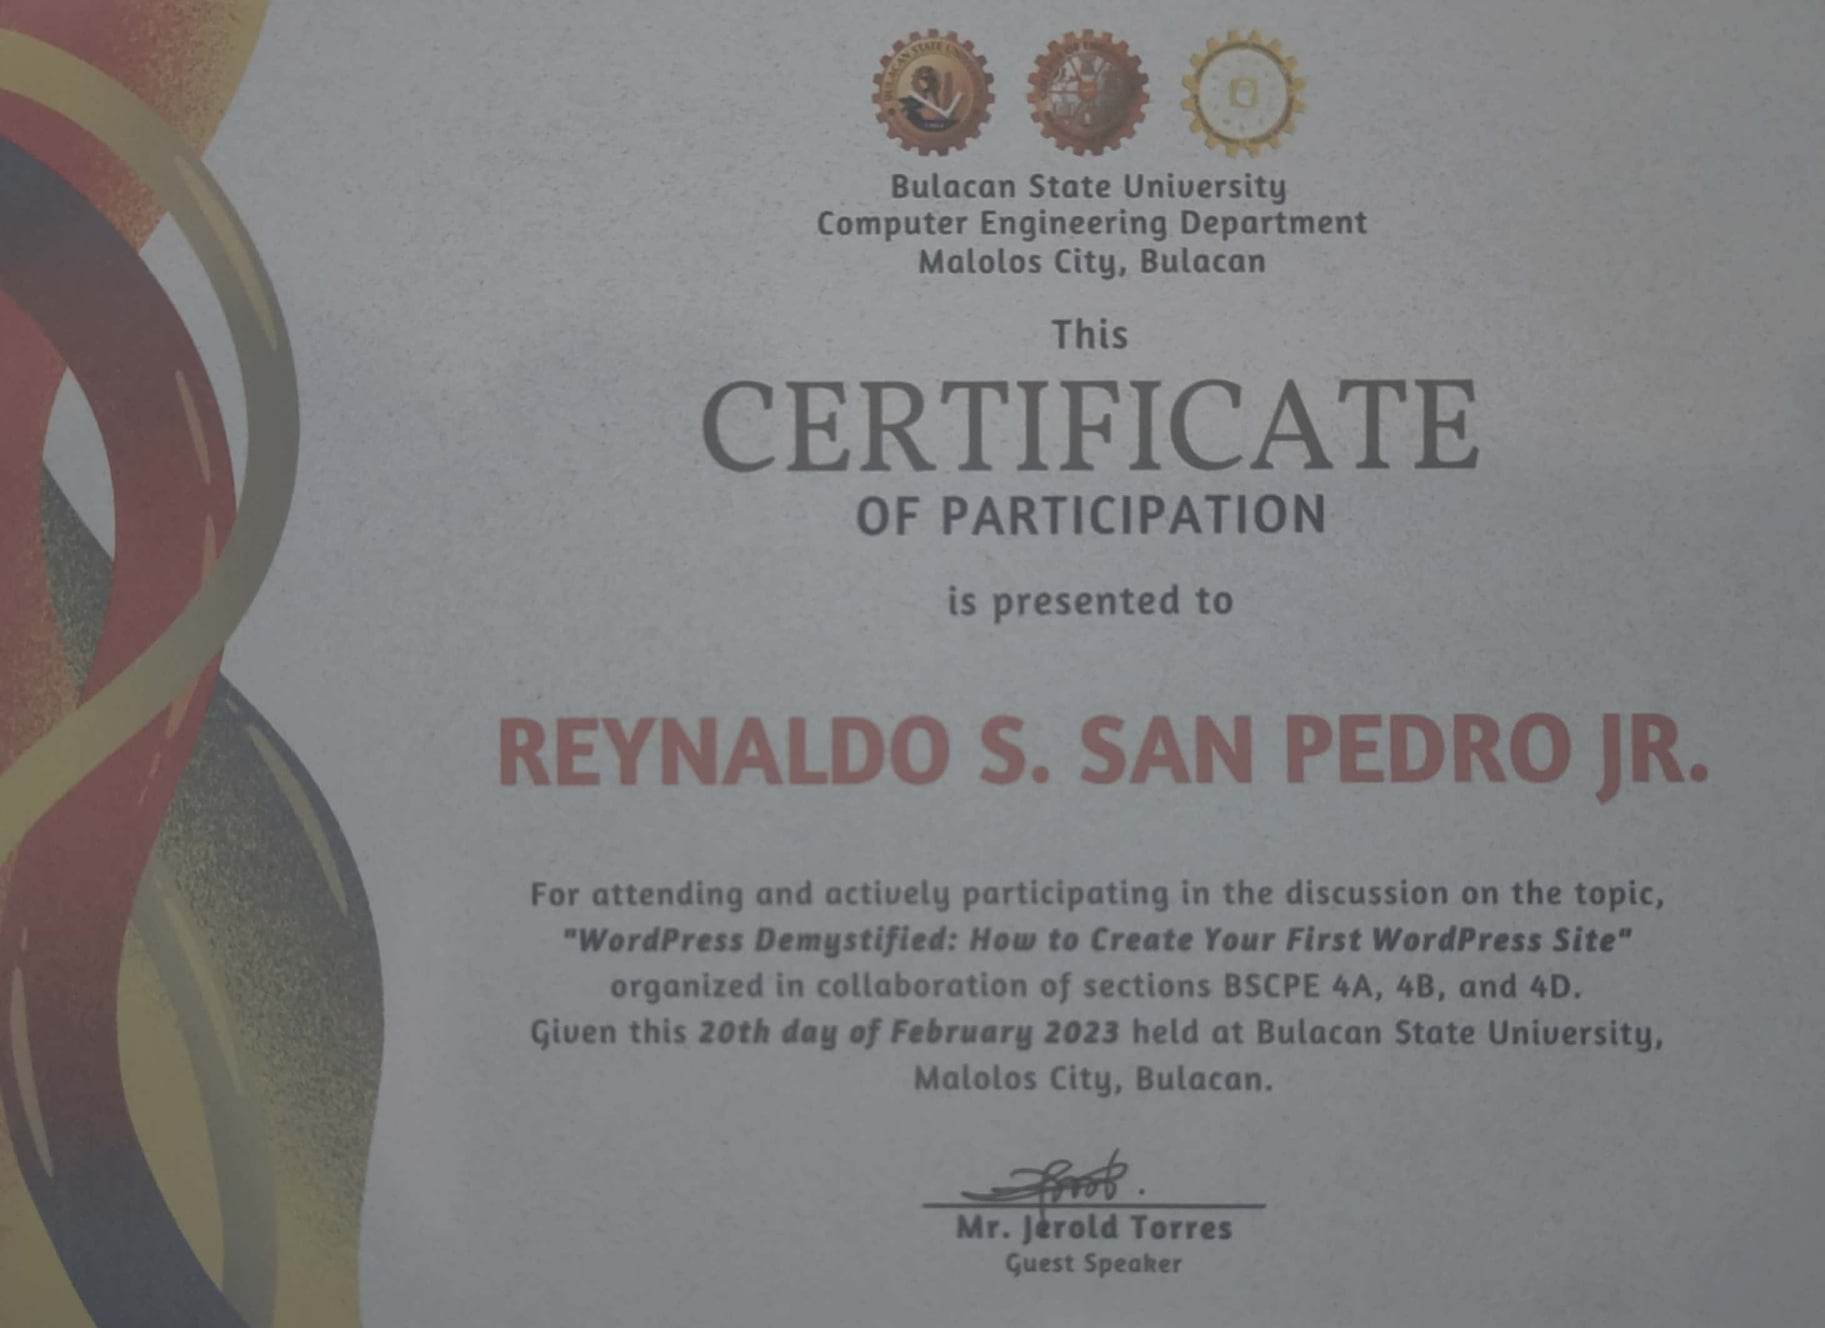 BULACAN STATE
Bulacan State University
Computer Engineering Department
Malolos City, Bulacan
This
CERTIFICATE
OF PARTICIPATION
is presented to
REYNALDO S. SAN PEDRO JR.
For attending and actively participating in the discussion on the topic,
"WordPress Demystified: How to Create Your First WordPress Site"
organized in collaboration of sections BSCPE 4A, 4B, and 4D.
Given this 20th day of February 2023 held at Bulacan State University,
Malolos City, Bulacan.
Mr. Jerold Torres
Guest Speaker